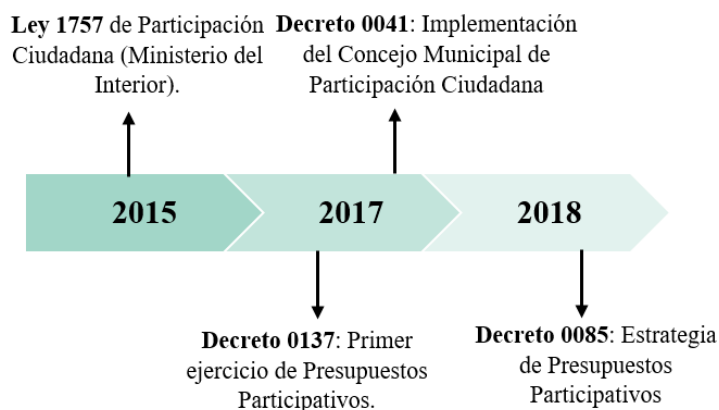 Ley 1757 de Participación
Ciudadana (Ministerio del
Interior).
Decreto 0041: Implementación
del Concejo Municipal de
Participación Ciudadana
2015
2017
2018
Decreto 0137: Primer
ejercicio de Presupuestos
Participativos.
Decreto 0085: Estrategia
de Presupuestos
Participativos